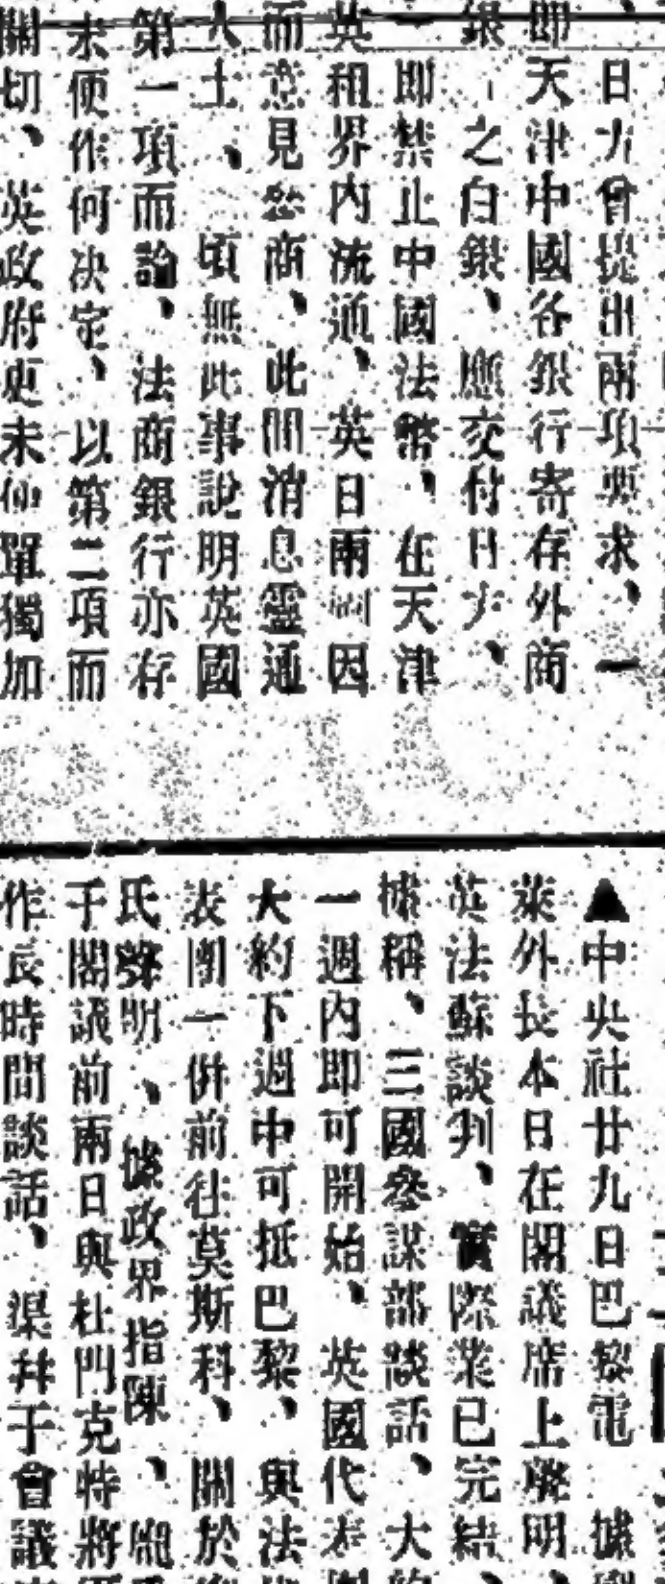 、日方會提出兩項要求、一
即天津中國各銀行寄存外商
銀 之白銀、應交付日方、
即禁止中國法幣、在天津
英租界內流通、英日兩 因
而意見 商、此間消息靈通
人士、頃無此事說明英國
第一項而論、法商銀行亦存
未便作何决定、以第二項而
關切、英政府更未 單獨加
▲中央社廿九日巴黎電 據
萊外長本日在閣議席上聲明、
英法蘇談判、實際業已完結、
據稱、三國參謀部談話、大
一週內即可開始、英國代表
大約下週中可抵巴黎、與法
表團一併前往莫斯科、關於
氏聲明、據政界指陳、
于閣議前兩日與杜門克特將
作長時間談話、渠并于會議